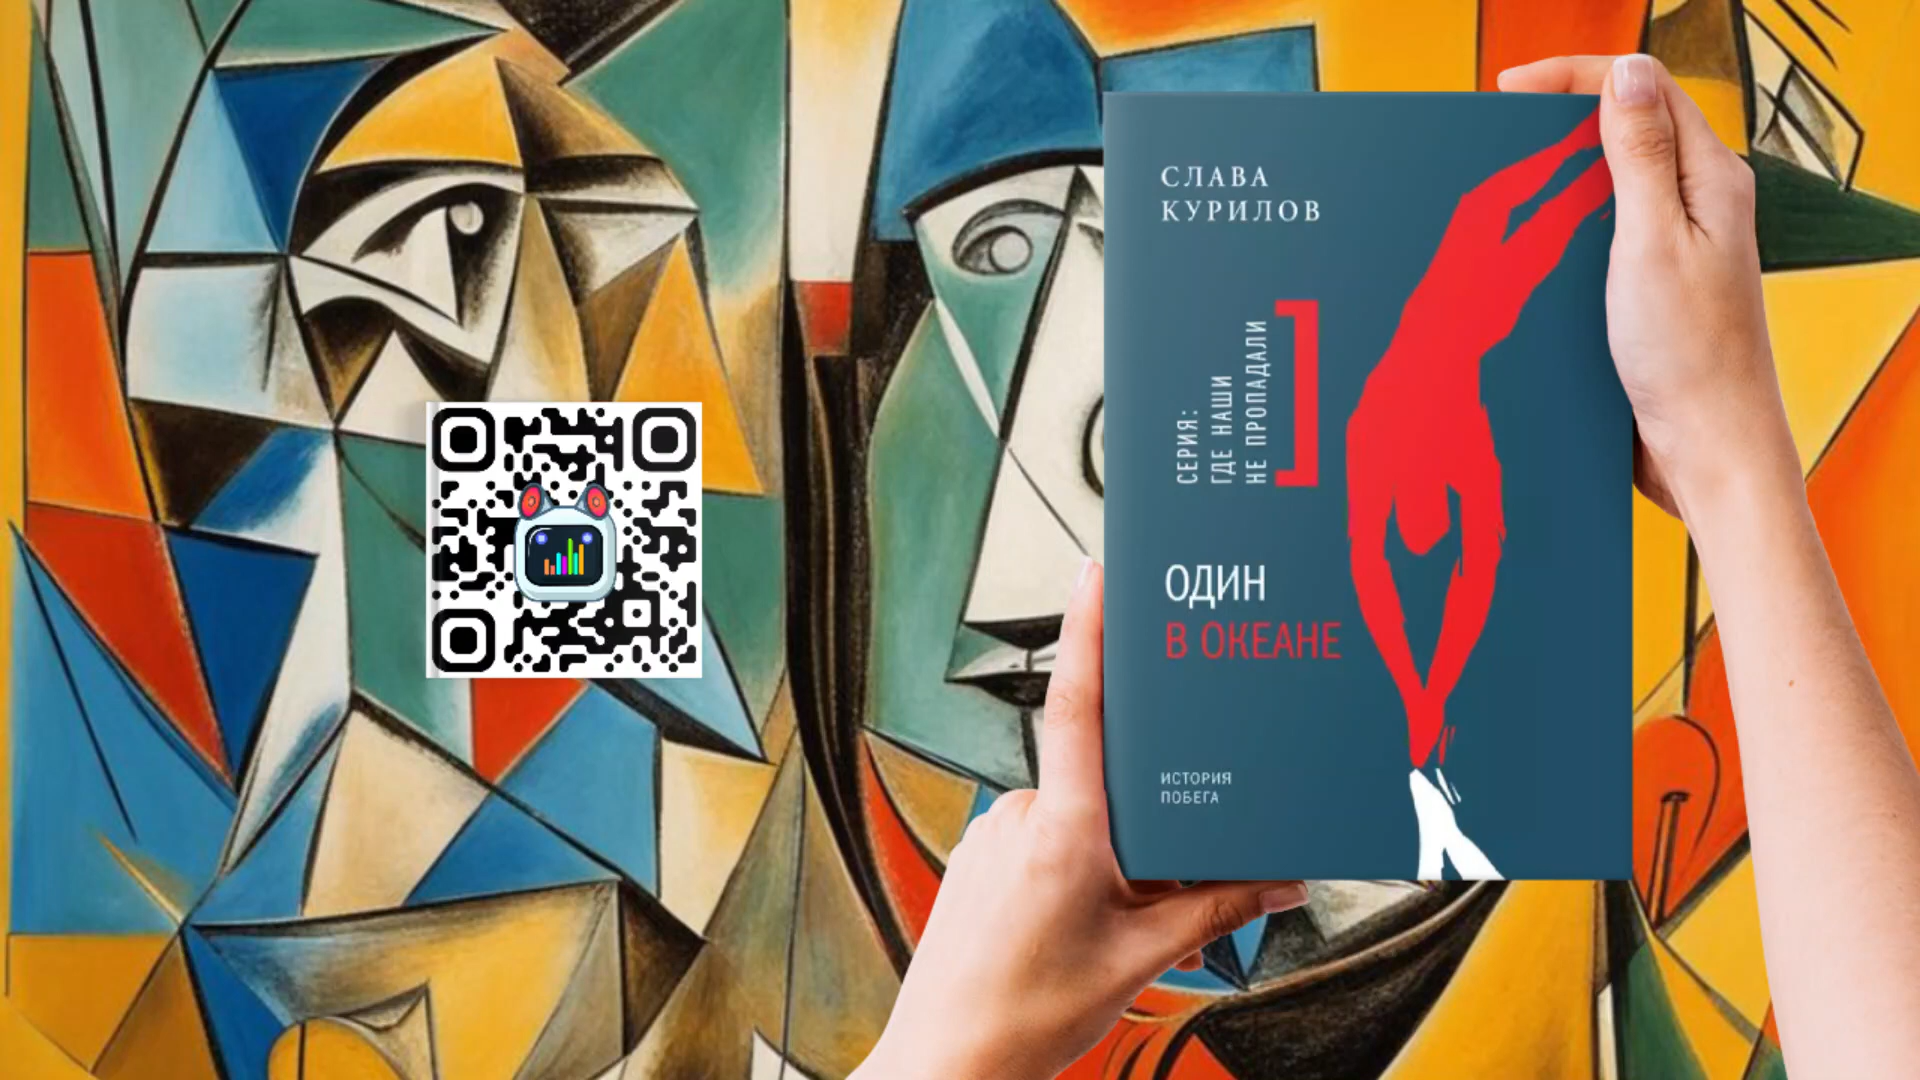 СЛАВА
КУРИЛОВ
СЕРИЯ:
ГДЕ НАШИ
НЕ ПРОПАДАЛИ
ОДИН
В ОКЕАНЕ
ИСТОРИЯ
ПОБЕГА